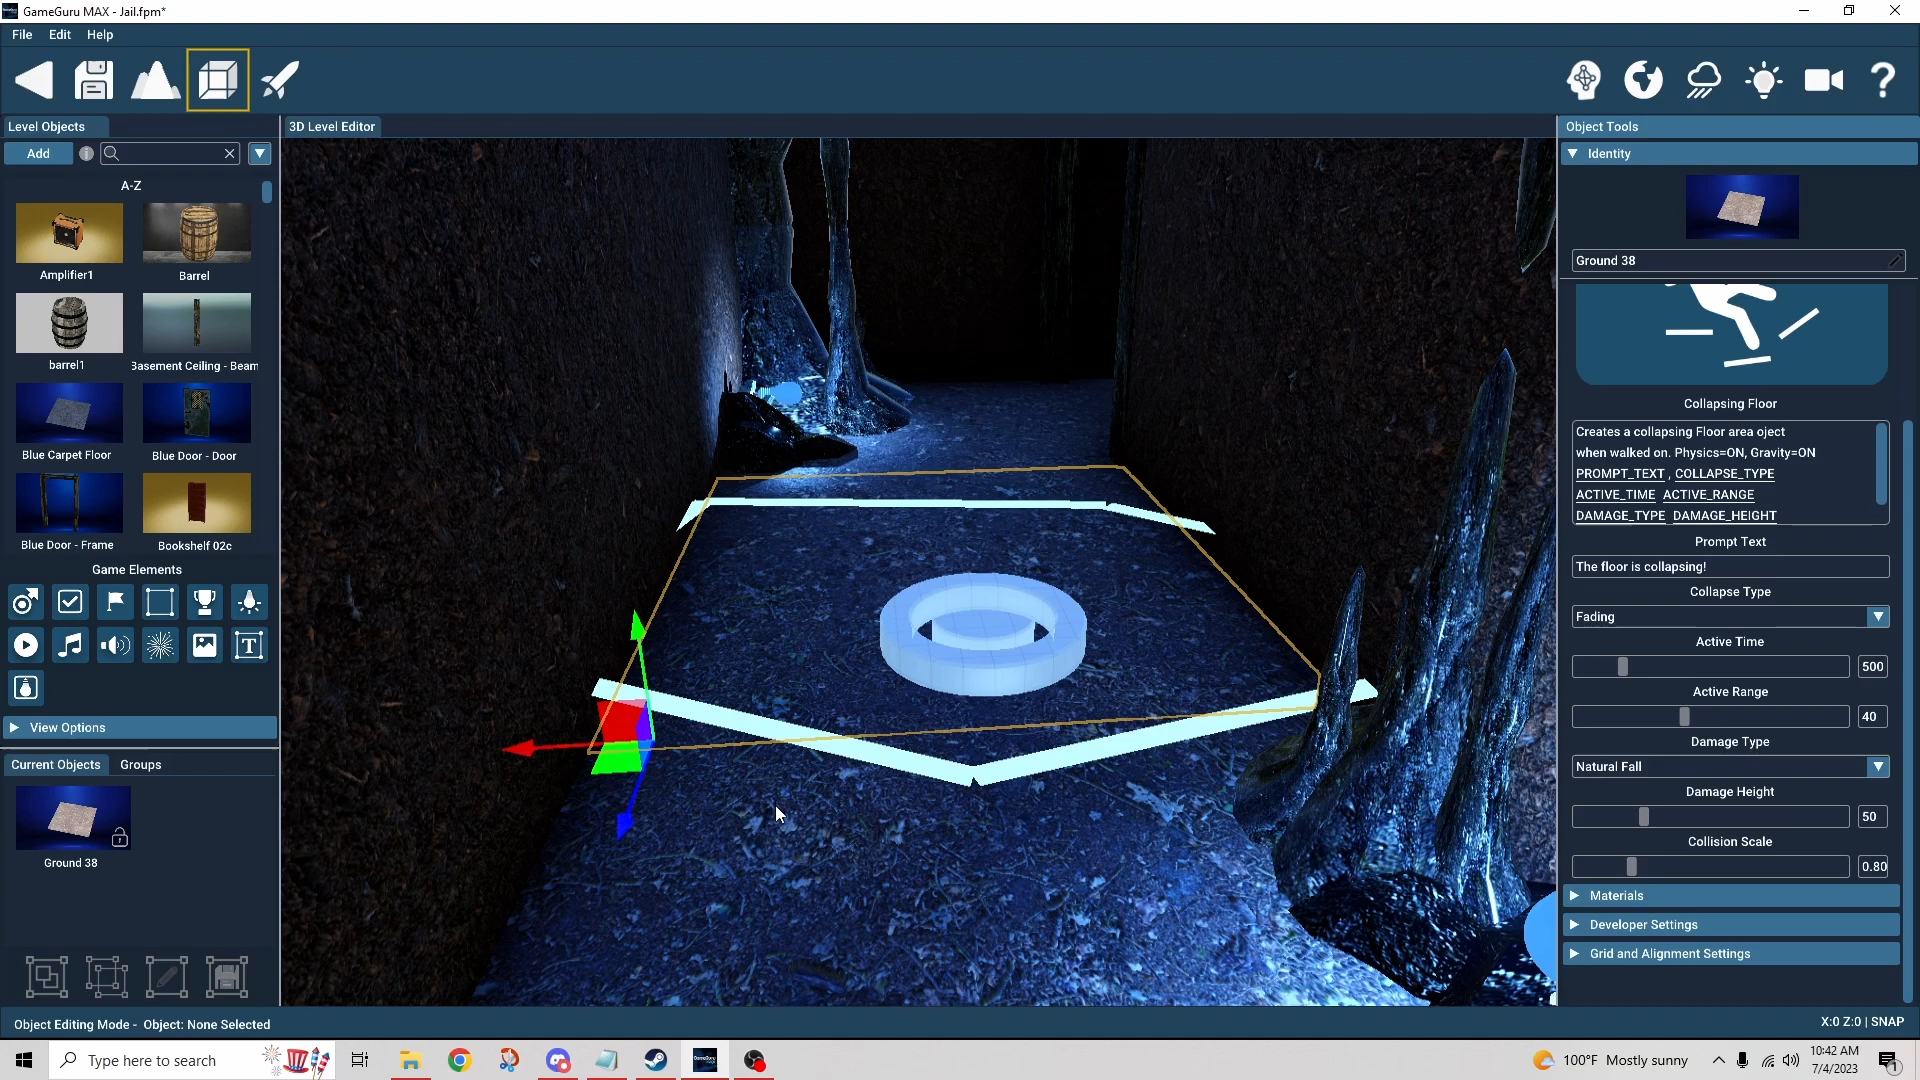 GameGuru MAX - Jail.fpm*
File Edit Help
Level Objects
3D Level Editor
Object Tools
Add
Identity
A-Z
Amplifier1
Barrel
barrel1
Basement Ceiling - Beam
Blue Carpet Floor
Blue Door - Door
Blue Door - Frame
Bookshelf 02c
Game Elements
View Options
Current Objects
Groups
Ground 38
Ground 38
Collapsing Floor
Creates a collapsing Floor area oject
when walked on. Physics=ON, Gravity=ON
PROMPT_TEXT , COLLAPSE_TYPE
ACTIVE_TIME ACTIVE_RANGE
DAMAGE_TYPE DAMAGE_HEIGHT
Prompt Text
The floor is collapsing!
Collapse Type
Fading
Active Time
500
Active Range
40
Damage Type
Natural Fall
Damage Height
50
Collision Scale
0.80
Materials
Developer Settings
Grid and Alignment Settings
Object Editing Mode - Object: None Selected
X:0 Z:0 | SNAP
Type here to search
100°F Mostly sunny
10:42 AM
7/4/2023
1